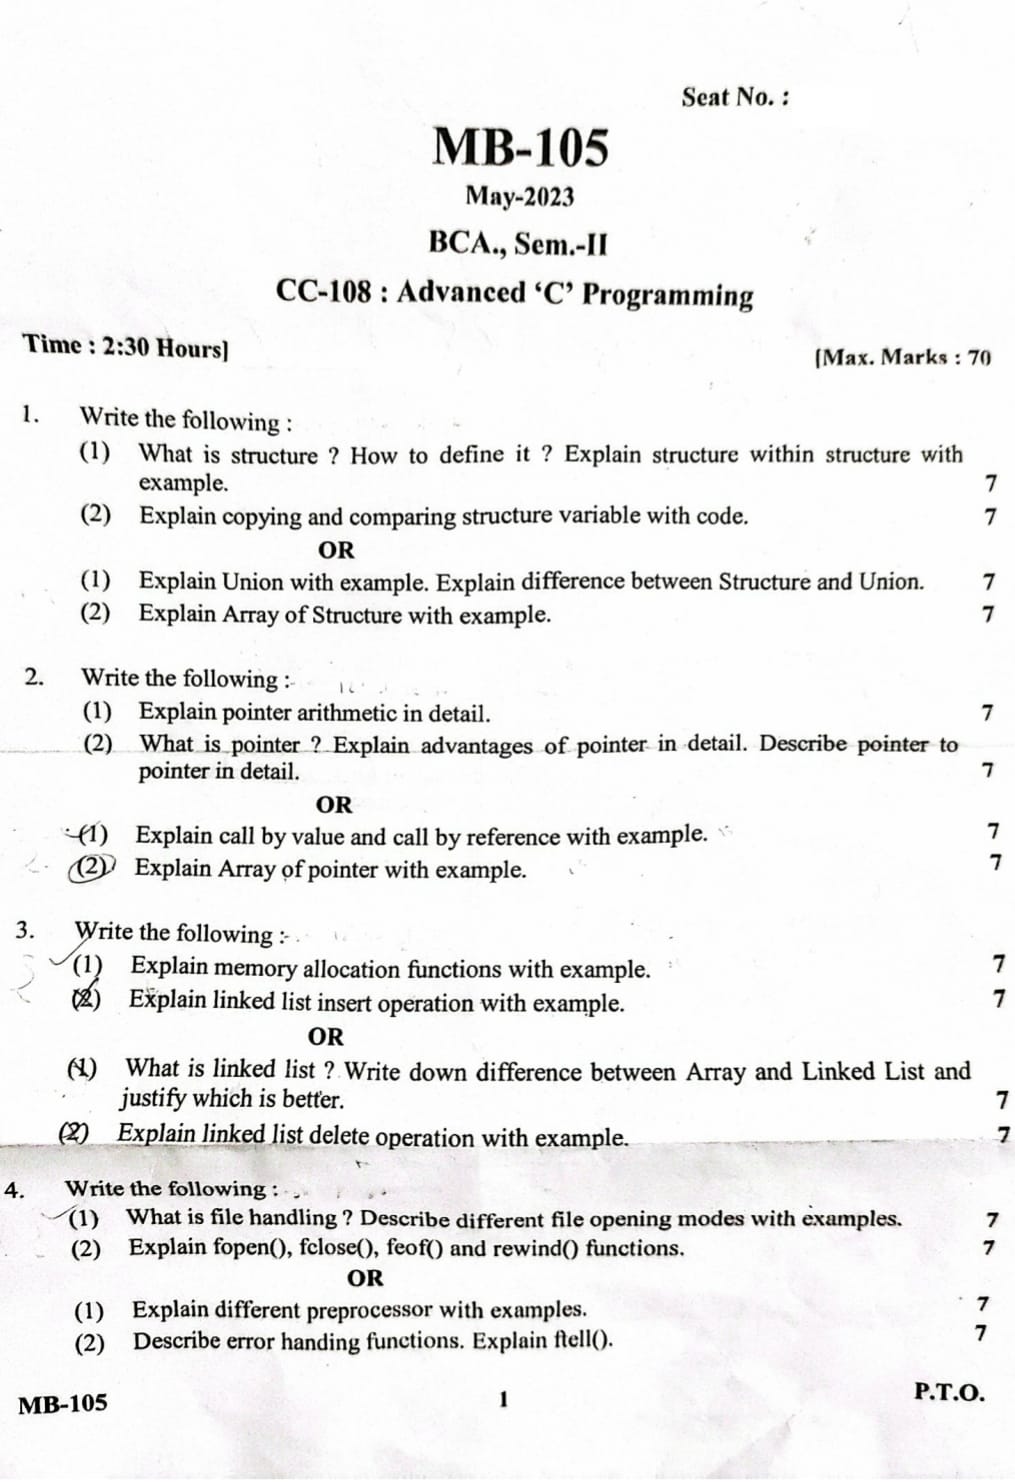 Seat No. :
MB-105
May-2023
BCA., Sem.-II
CC-108 : Advanced ‘C’ Programming
Time : 2:30 Hours]
[Max. Marks : 70
1. Write the following :
(1) What is structure ? How to define it ? Explain structure within structure with
example. 7
(2) Explain copying and comparing structure variable with code. 7
OR
(1) Explain Union with example. Explain difference between Structure and Union. 7
(2) Explain Array of Structure with example. 7
2. Write the following :
(1) Explain pointer arithmetic in detail. 7
(2) What is pointer ? Explain advantages of pointer in detail. Describe pointer to
pointer in detail. 7
OR
(1) Explain call by value and call by reference with example. 7
(2) Explain Array of pointer with example. 7
3. Write the following :
(1) Explain memory allocation functions with example. 7
(2) Explain linked list insert operation with example. 7
OR
(1) What is linked list ? Write down difference between Array and Linked List and
justify which is better. 7
(2) Explain linked list delete operation with example. 7
4. Write the following :
(1) What is file handling ? Describe different file opening modes with examples. 7
(2) Explain fopen(), fclose(), feof() and rewind() functions. 7
OR
(1) Explain different preprocessor with examples. 7
(2) Describe error handing functions. Explain ftell(). 7
MB-105 1 P.T.O.